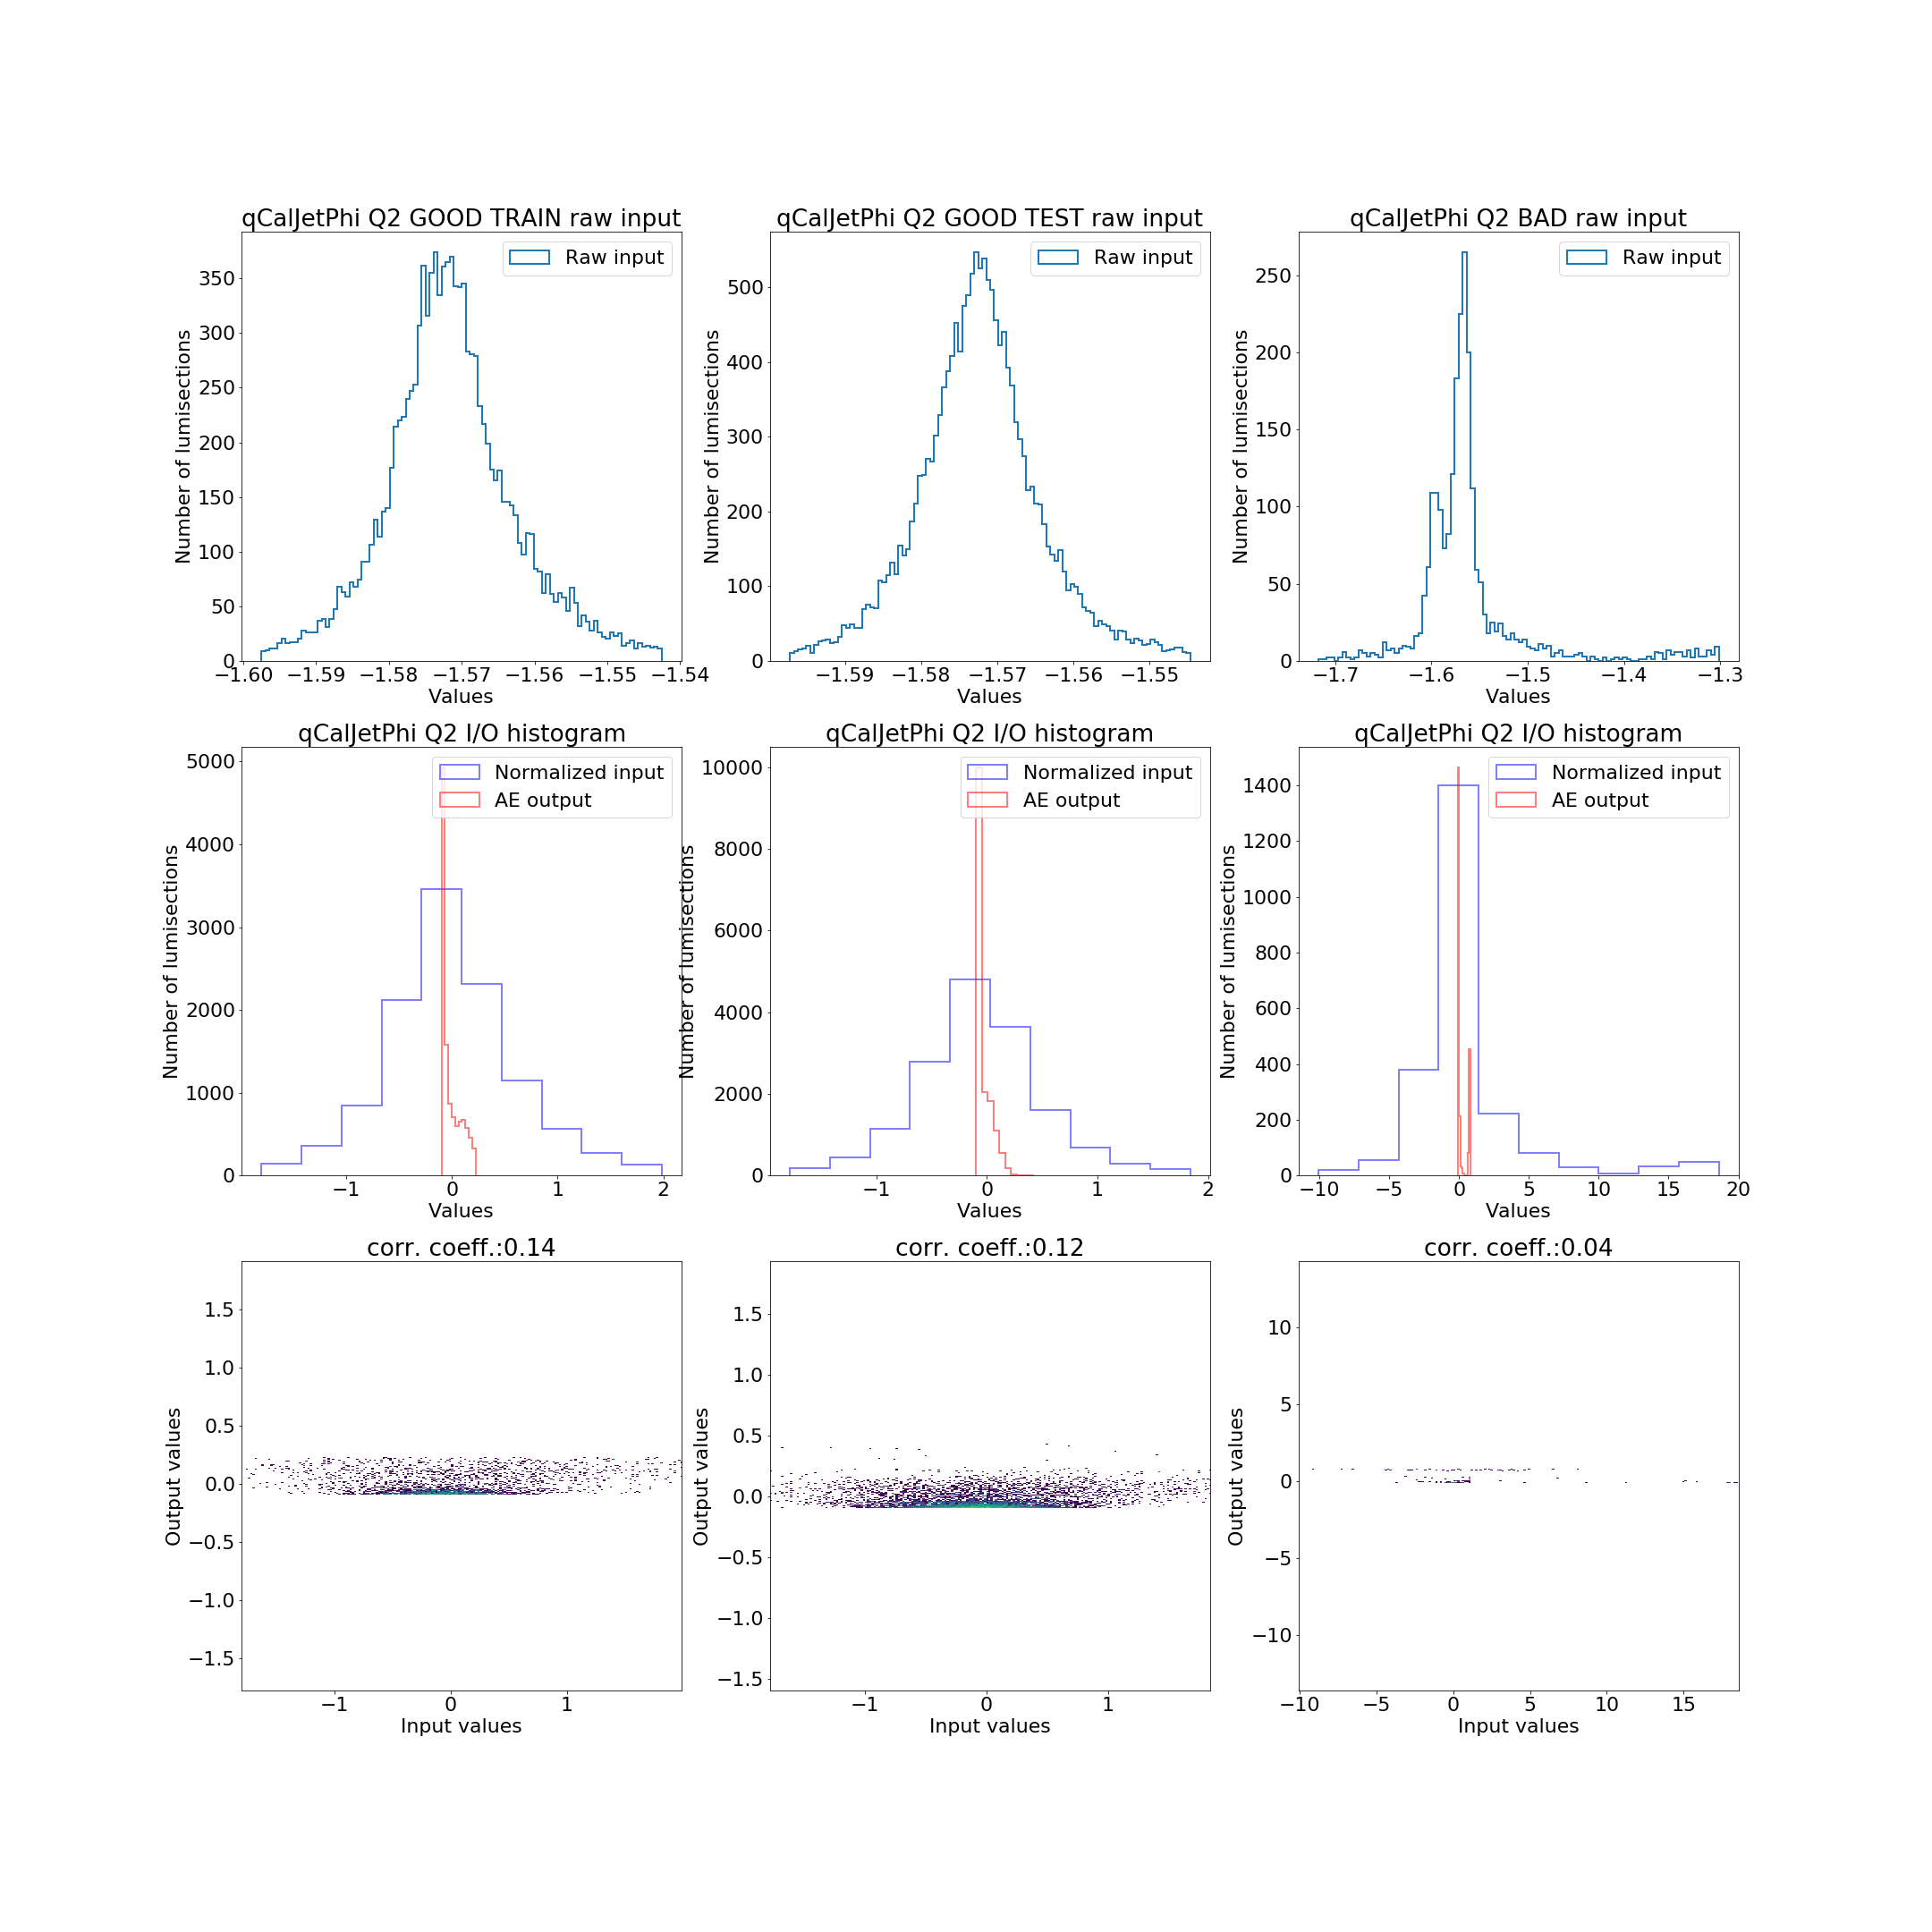 qCalJetPhi Q2 GOOD TRAIN raw input
Raw input
Number of lumisections
350
300
250
200
150
100
50
0
−1.60 −1.59 −1.58 −1.57 −1.56 −1.55 −1.54
Values
qCalJetPhi Q2 GOOD TEST raw input
Raw input
Number of lumisections
500
400
300
200
100
0
−1.59 −1.58 −1.57 −1.56 −1.55
Values
qCalJetPhi Q2 BAD raw input
Raw input
Number of lumisections
250
200
150
100
50
0
−1.7 −1.6 −1.5 −1.4 −1.3
Values
qCalJetPhi Q2 I/O histogram
Normalized input
AE output
Number of lumisections
5000
4000
3000
2000
1000
0
−1 0 1 2
Values
qCalJetPhi Q2 I/O histogram
Normalized input
AE output
Number of lumisections
10000
8000
6000
4000
2000
0
−1 0 1 2
Values
qCalJetPhi Q2 I/O histogram
Normalized input
AE output
Number of lumisections
1400
1200
1000
800
600
400
200
0
−10 −5 0 5 10 15 20
Values
corr. coeff.:0.14
Output values
1.5
1.0
0.5
0.0
−0.5
−1.0
−1.5
−1 0 1
Input values
corr. coeff.:0.12
Output values
1.5
1.0
0.5
0.0
−0.5
−1.0
−1.5
−1 0 1
Input values
corr. coeff.:0.04
Output values
10
5
0
−5
−10
−10 −5 0 5 10 15
Input values